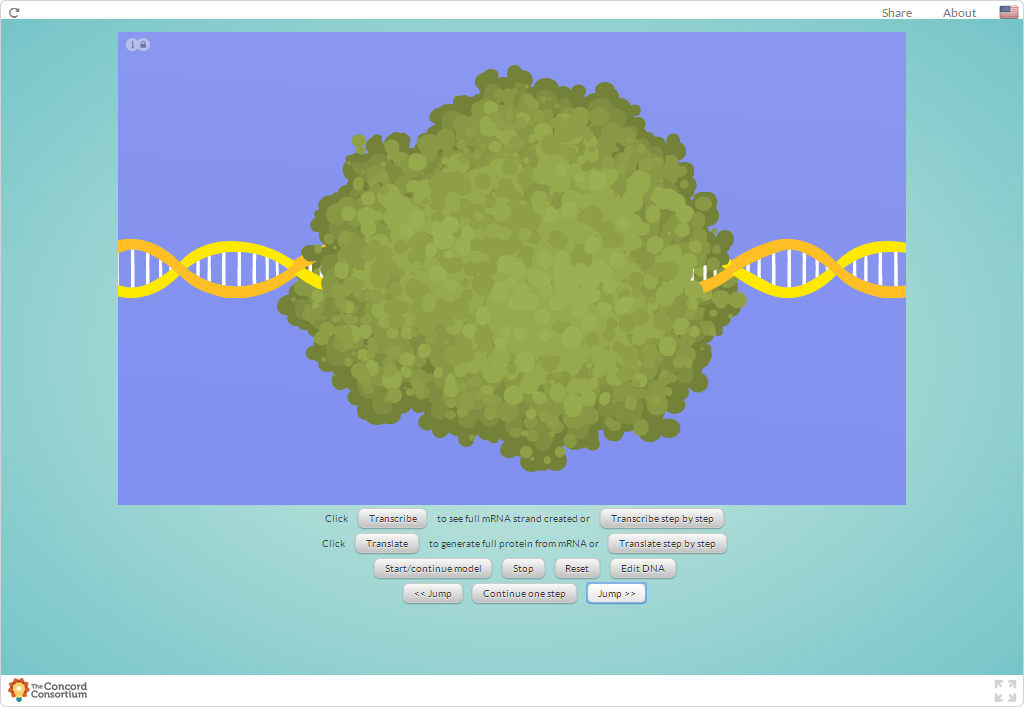 Share About
Click Transcribe to see full mRNA strand created or Transcribe step by step
Click Translate to generate full protein from mRNA or Translate step by step
Start/continue model Stop Reset Edit DNA
<< Jump Continue one step Jump >>
The Concord
Consortium